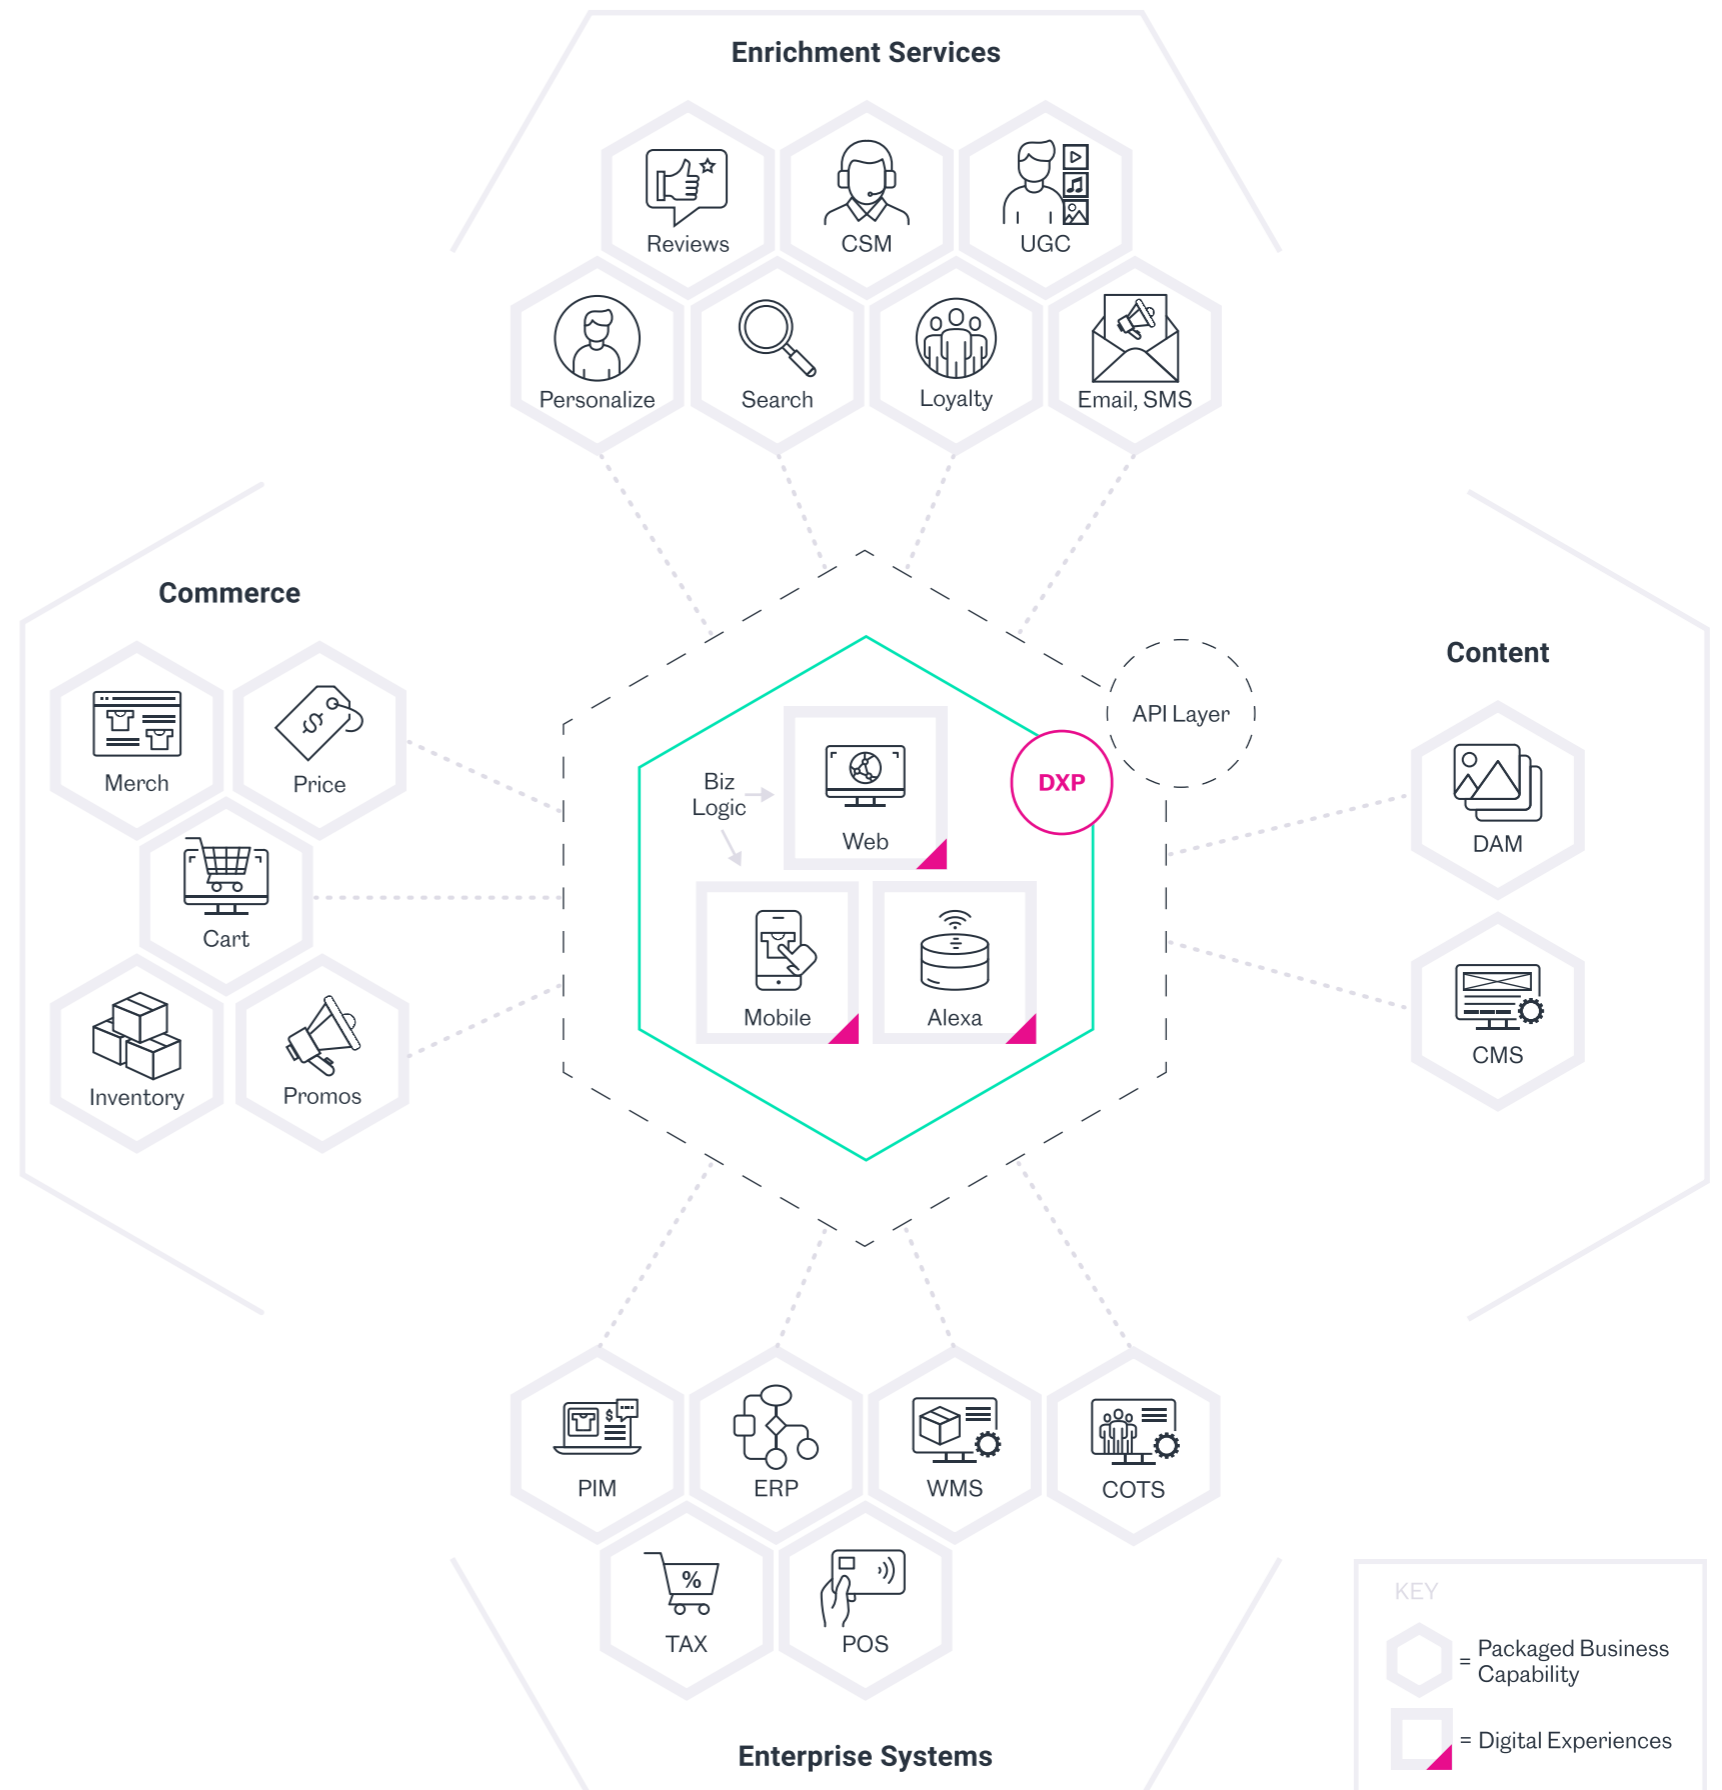 Enrichment Services
Reviews
CSM
UGC
Personalize
Search
Loyalty
Email, SMS
Commerce
Merch
Price
Cart
Inventory
Promos
Biz
Logic
Web
Mobile
Alexa
DXP
API Layer
Content
DAM
CMS
PIM
ERP
WMS
COTS
%
TAX
POS
Enterprise Systems
KEY
= Packaged Business
Capability
= Digital Experiences